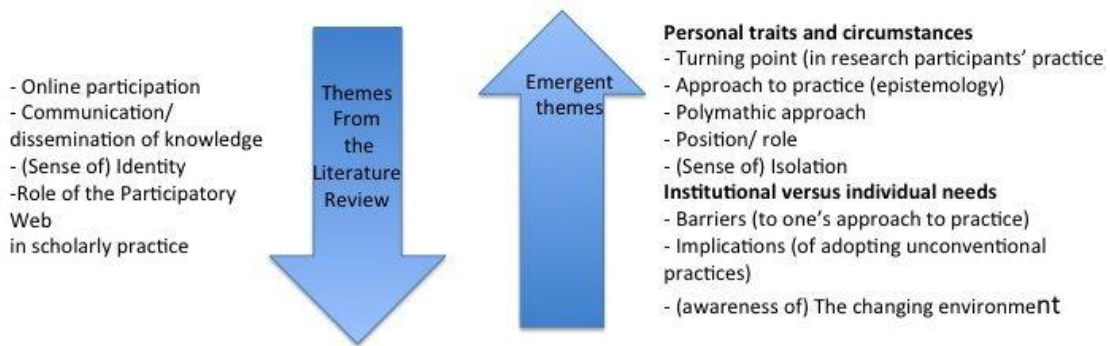 - Online participation
- Communication/
dissemination of knowledge
- (Sense of) Identity
-Role of the Participatory
Web
in scholarly practice
Themes
From
the
Literature
Review
Emergent
themes
Personal traits and circumstances
- Turning point (in research participants' practice)
- Approach to practice (epistemology)
- Polymathic approach
- Position/ role
- (Sense of) Isolation
Institutional versus individual needs
- Barriers (to one's approach to practice)
- Implications (of adopting unconventional
practices)
- (awareness of) The changing environment